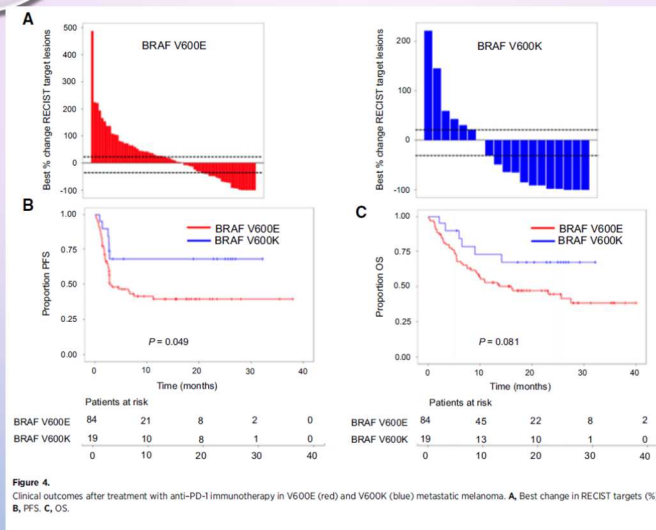 A
Best % change RECIST target lesions
500
400
300
200
100
0
-100
BRAF V600E
Best % change RECIST target lesions
200
100
0
-100
BRAF V600K
B
Proportion PFS
1.00
0.75
0.50
0.25
0.00
BRAF V600E
BRAF V600K
P = 0.049
0 10 20 30 40
Time (months)
Patients at risk
BRAF V600E 84 21 8 2 0
BRAF V600K 19 10 8 1 0
0 10 20 30 40
C
Proportion OS
1.00
0.75
0.50
0.25
0.00
BRAF V600E
BRAF V600K
P = 0.081
0 10 20 30 40
Time (months)
Patients at risk
BRAF V600E 84 45 22 8 2
BRAF V600K 19 13 10 1 0
0 10 20 30 40
Figure 4.
Clinical outcomes after treatment with anti–PD-1 immunotherapy in V600E (red) and V600K (blue) metastatic melanoma. A, Best change in RECIST targets (%
B, PFS. C, OS.